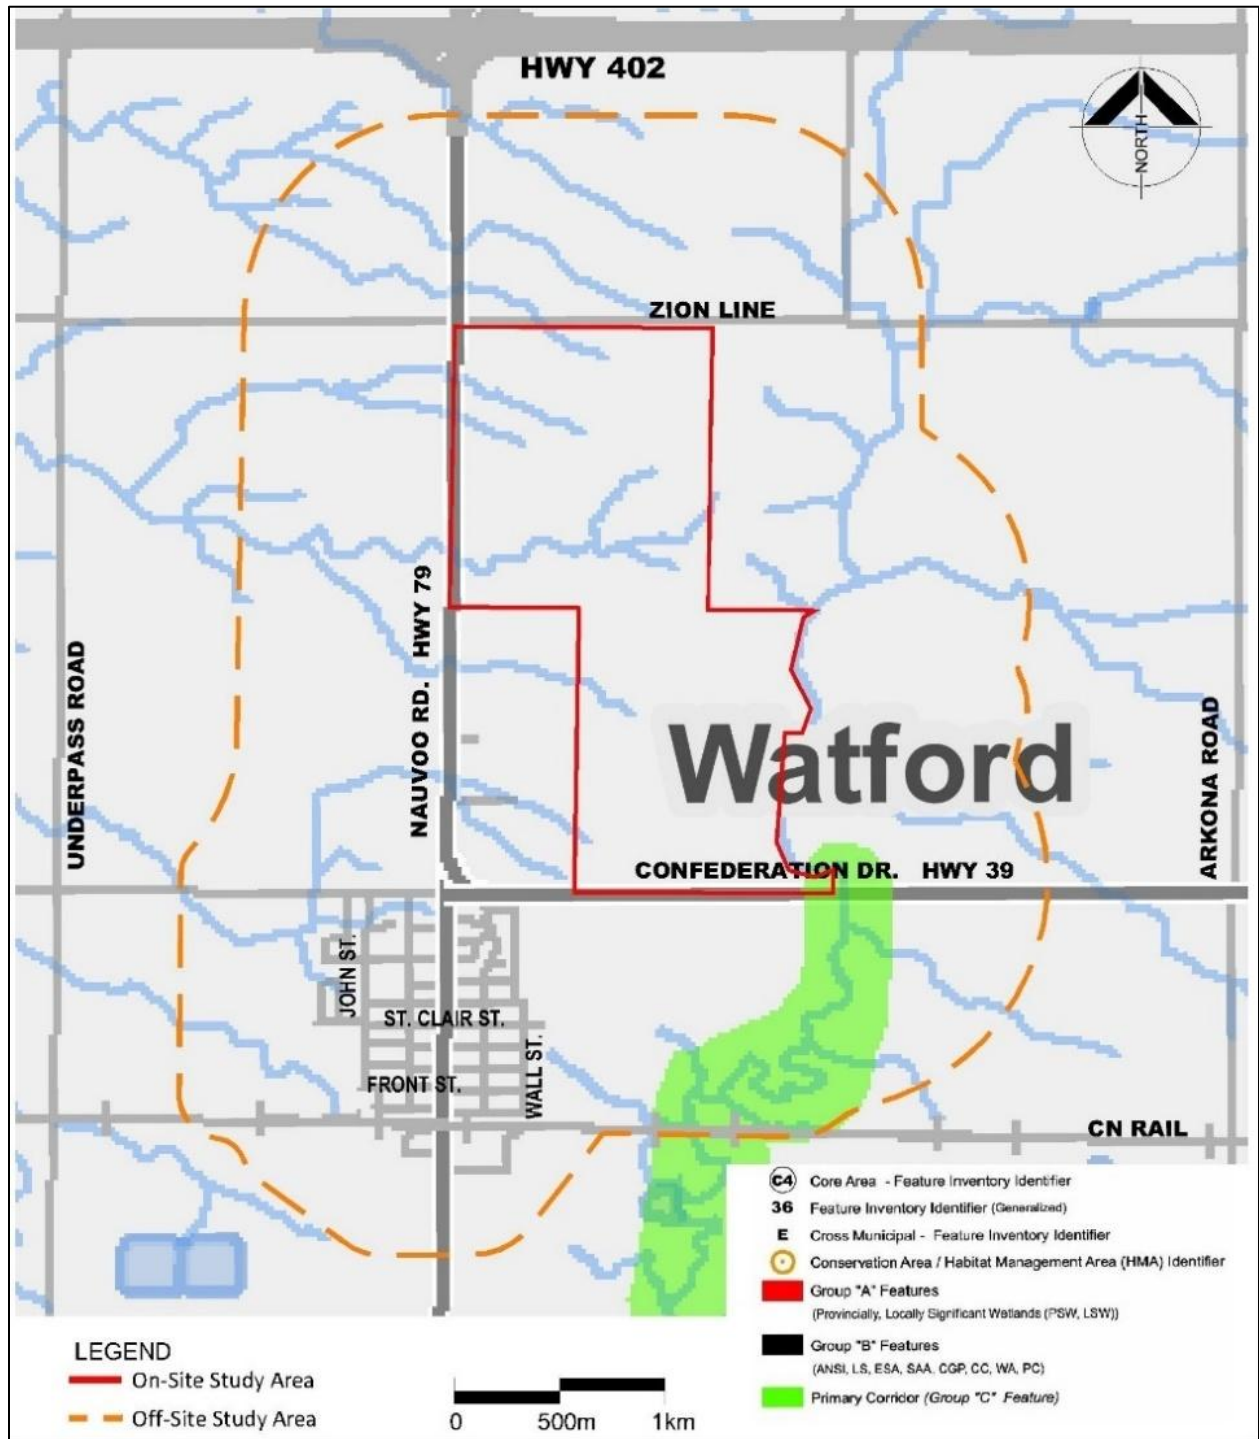 HWY 402
NORTH
ZION LINE
NAUVOO RD. HWY 79
UNDERPASS ROAD
Watford
ARKONA ROAD
CONFEDERATION DR. HWY 39
JOHN ST.
ST. CLAIR ST.
WALL ST.
FRONT ST.
CN RAIL
C4 Core Area - Feature Inventory Identifier
36 Feature Inventory Identifier (Generalized)
E Cross Municipal - Feature Inventory Identifier
Conservation Area / Habitat Management Area (HMA) Identifier
Group "A" Features
(Provincially, Locally Significant Wetlands (PSW, LSW))
Group "B" Features
(ANSI, LS, ESA, SAA, CGP, CC, WA, PC)
Primary Corridor (Group "C" Feature)
LEGEND
On-Site Study Area
Off-Site Study Area
0 500m 1km